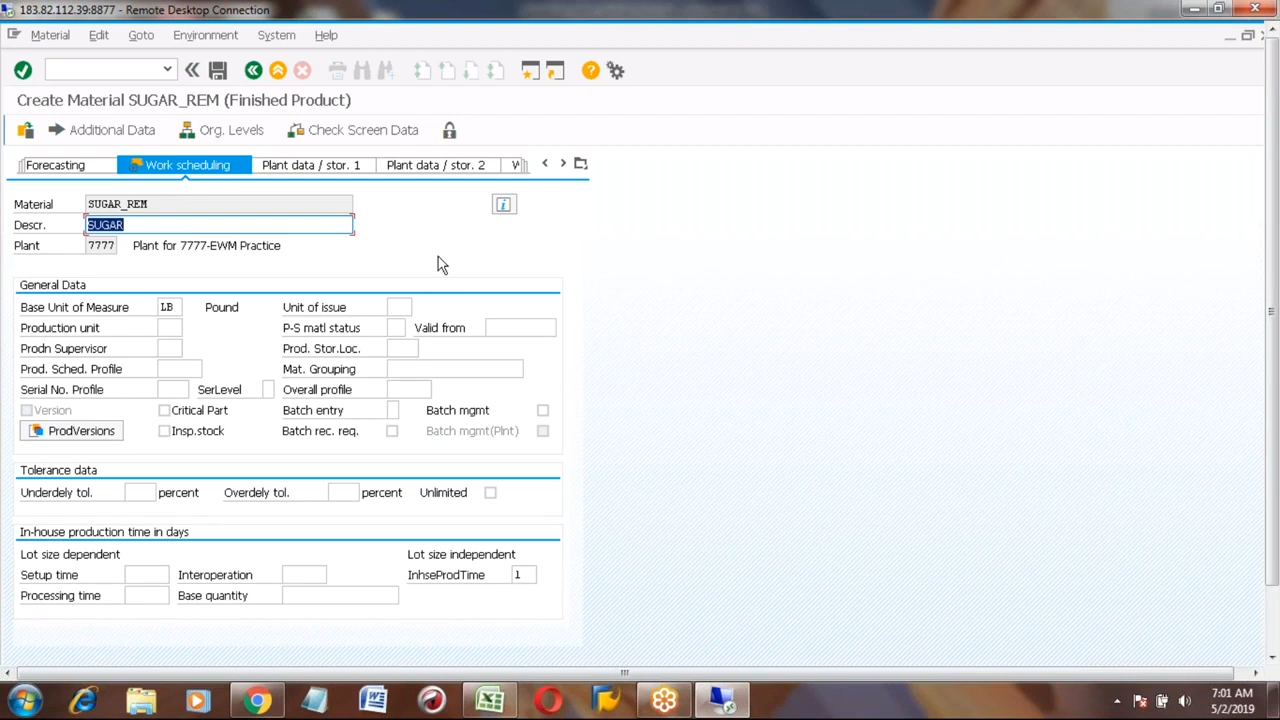 183.82.112.39:8877 - Remote Desktop Connection
Material Edit Goto Environment System Help
Create Material SUGAR_REM (Finished Product)
Additional Data Org. Levels Check Screen Data
Forecasting Work scheduling Plant data / stor. 1 Plant data / stor. 2 W
Material SUGAR_REM
Descr. SUGAR
Plant 7777 Plant for 7777-EWM Practice
General Data
Base Unit of Measure LB Pound Unit of issue
Production unit P-S matl status Valid from
Prodn Supervisor Prod. Stor.Loc.
Prod. Sched. Profile Mat. Grouping
Serial No. Profile SerLevel Overall profile
Version Critical Part Batch entry Batch mgmt
ProdVersions Insp.stock Batch rec. req. Batch mgmt(Plnt)
Tolerance data
Underdely tol. percent Overdely tol. percent Unlimited
In-house production time in days
Lot size dependent Lot size independent
Setup time Interoperation InhseProdTime 1
Processing time Base quantity
7:01 AM
5/2/2019